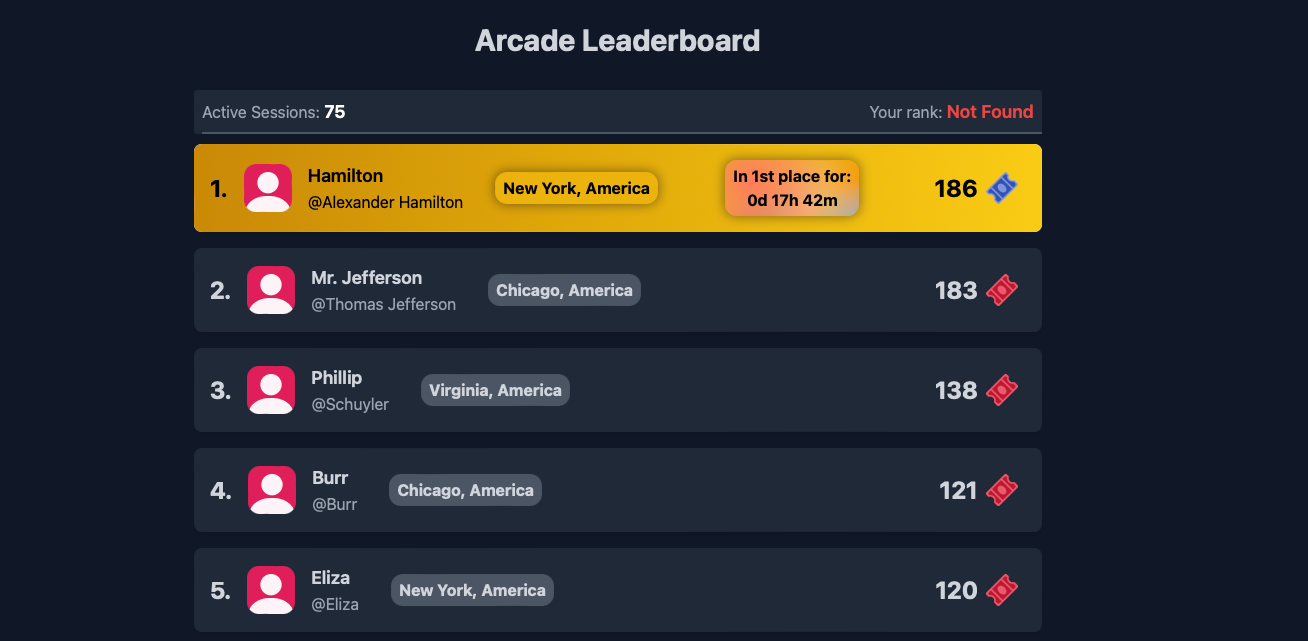 Arcade Leaderboard
Active Sessions: 75
Your rank: Not Found
1.
Hamilton
@Alexander Hamilton
New York, America
In 1st place for:
0d 17h 42m
186
2.
Mr. Jefferson
@Thomas Jefferson
Chicago, America
183
3.
Phillip
@Schuyler
Virginia, America
138
4.
Burr
@Burr
Chicago, America
121
5.
Eliza
@Eliza
New York, America
120